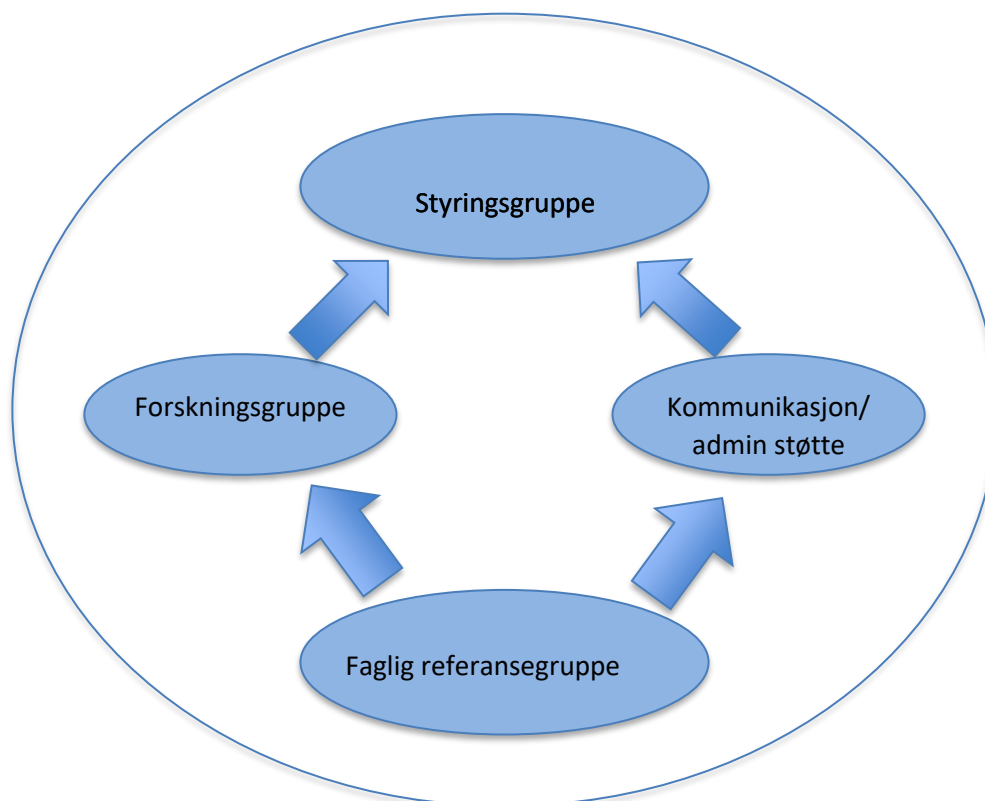 Styringsgruppe
Forskningsgruppe
Kommunikasjon/
admin støtte
Faglig referansegruppe